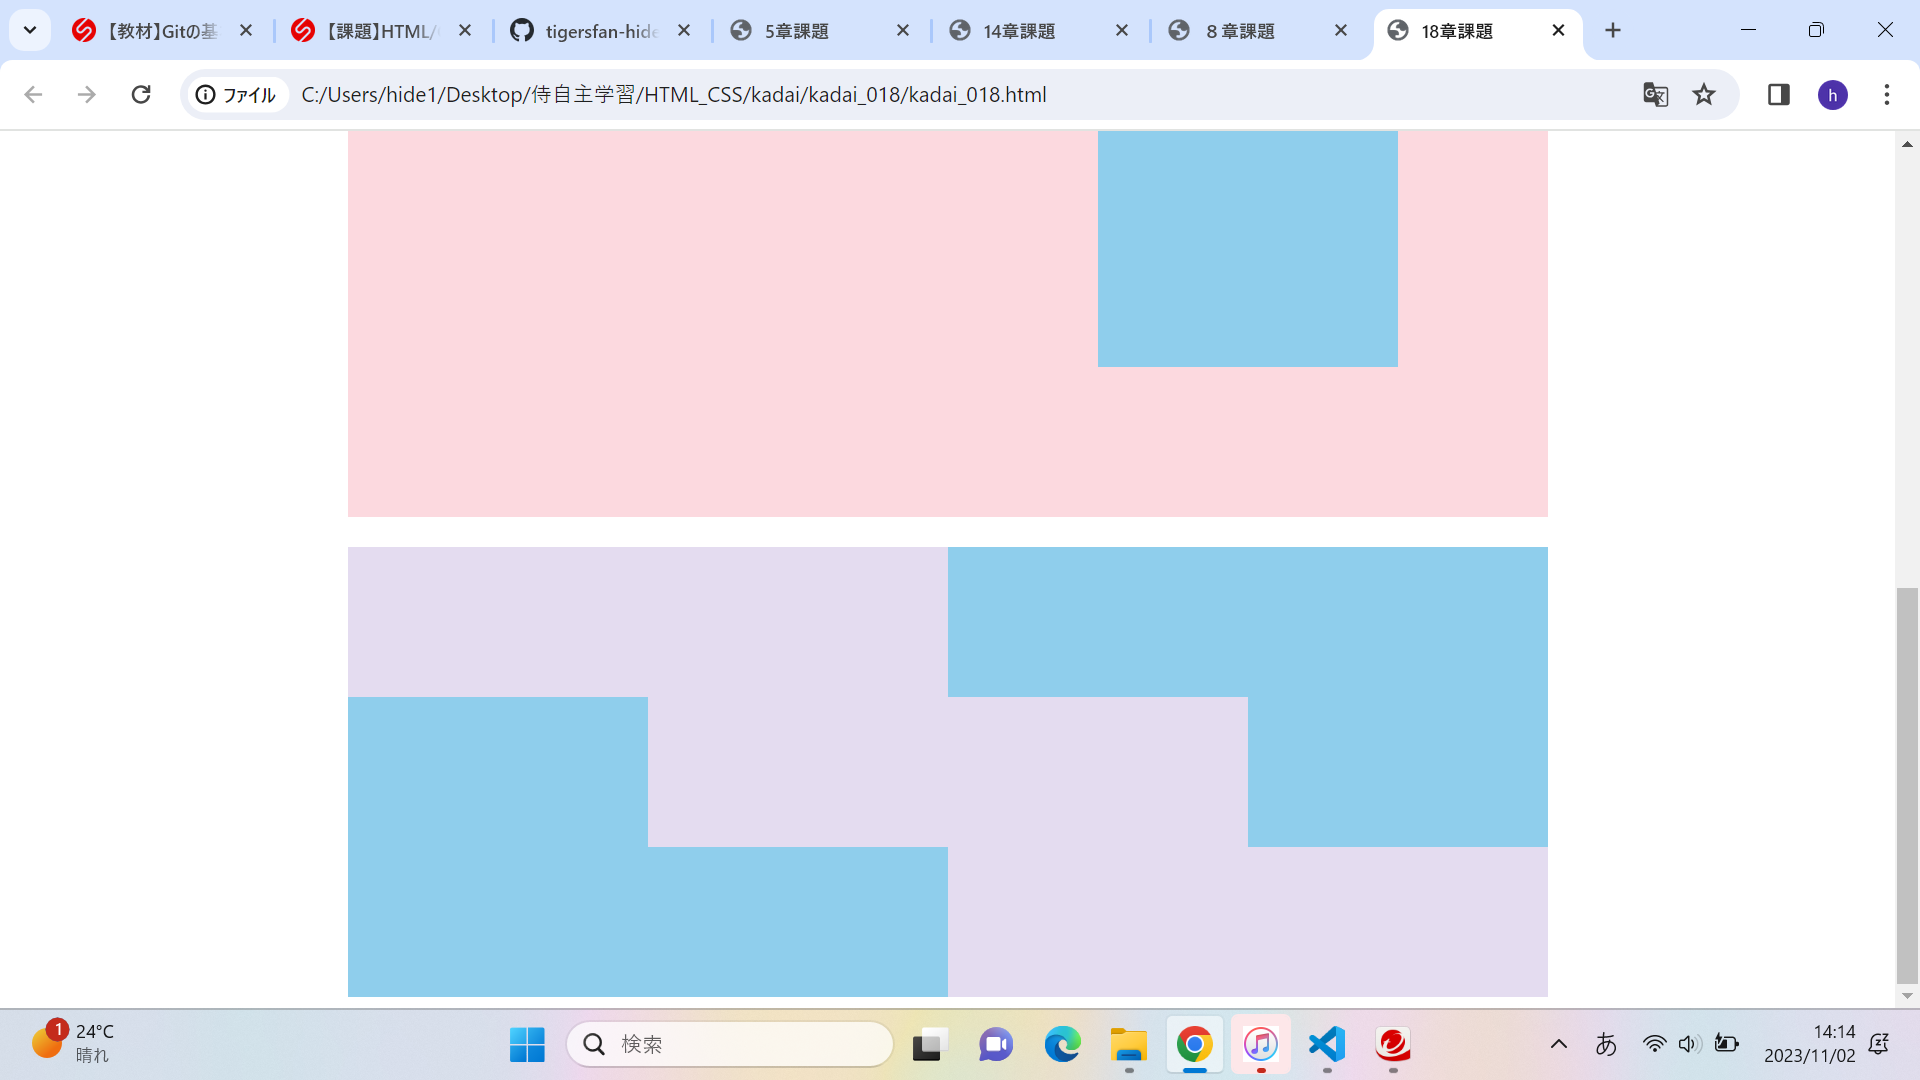 【教材】Gitの基
【課題】HTML/
tigersfan-hide
5章課題
14章課題
８章課題
18章課題
ファイル
C:/Users/hide1/Desktop/侍自主学習/HTML_CSS/kadai/kadai_018/kadai_018.html
h
1
24°C
晴れ
検索
あ
14:14
2023/11/02